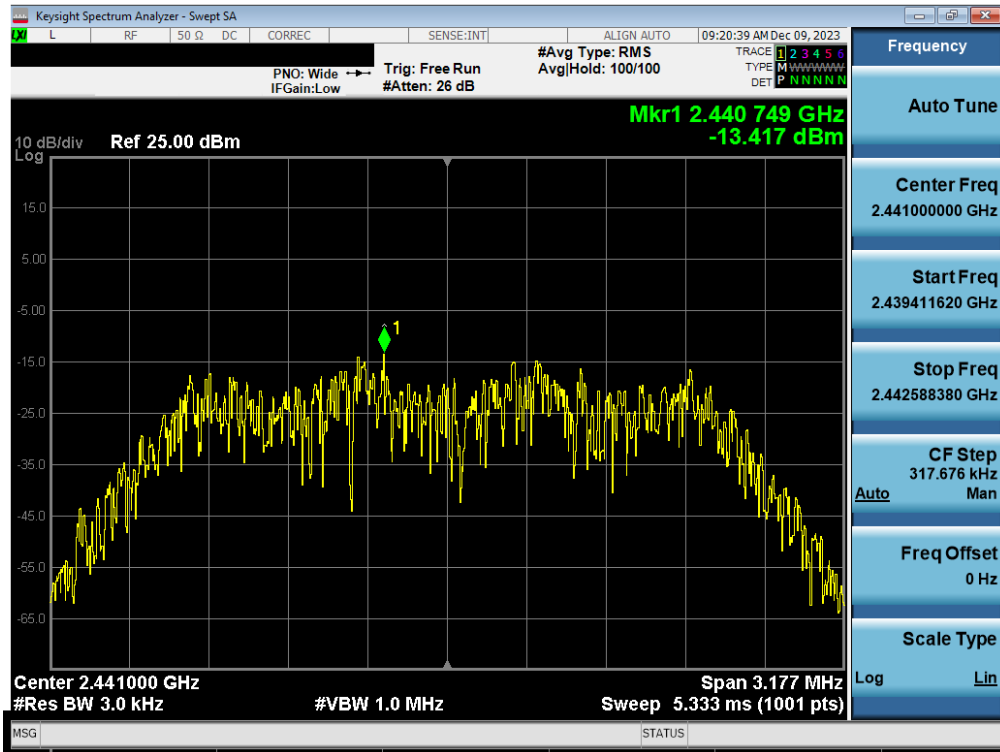 Keysight Spectrum Analyzer - Swept SA
LXI L RF 50 Ω DC CORREC SENSE:INT ALIGN AUTO 09:20:39 AM Dec 09, 2023
PNO: Wide
IFGain:Low
Trig: Free Run
#Atten: 26 dB
#Avg Type: RMS
Avg|Hold: 100/100
TRACE 1 2 3 4 5 6
TYPE M WWWWW
DET P N N N N N
Mkr1 2.440 749 GHz
-13.417 dBm
10 dB/div Ref 25.00 dBm
Log
15.0
5.00
-5.00
1
-15.0
-25.0
-35.0
-45.0
-55.0
-65.0
Center 2.441000 GHz Span 3.177 MHz
#Res BW 3.0 kHz #VBW 1.0 MHz Sweep 5.333 ms (1001 pts)
MSG STATUS
Frequency
Auto Tune
Center Freq
2.441000000 GHz
Start Freq
2.439411620 GHz
Stop Freq
2.442588380 GHz
CF Step
317.676 kHz
Auto Man
Freq Offset
0 Hz
Scale Type
Log Lin